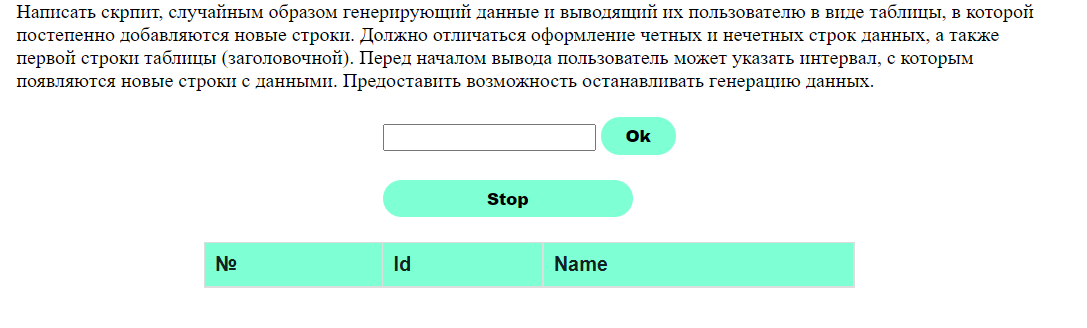 Написать скрпит, случайным образом генерирующий данные и выводящий их пользователю в виде таблицы, в которой
постепенно добавляются новые строки. Должно отличаться оформление четных и нечетных строк данных, а также
первой строки таблицы (заголовочной). Перед началом вывода пользователь может указать интервал, с которым
появляются новые строки с данными. Предоставить возможность останавливать генерацию данных.
Ok
Stop
№ Id Name